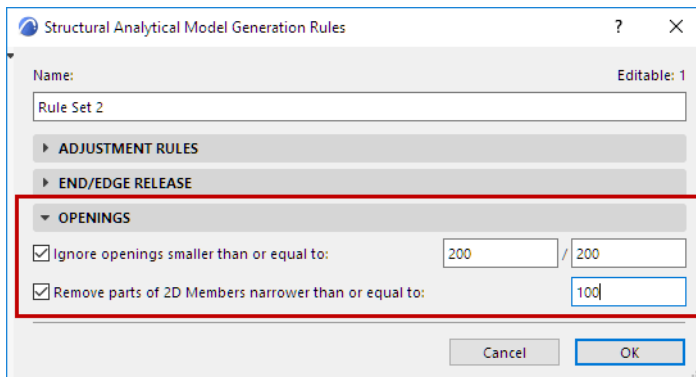 Structural Analytical Model Generation Rules ?
Name: Editable: 1
Rule Set 2
ADJUSTMENT RULES
END/EDGE RELEASE
OPENINGS
Ignore openings smaller than or equal to: 200 / 200
Remove parts of 2D Members narrower than or equal to: 100
Cancel OK